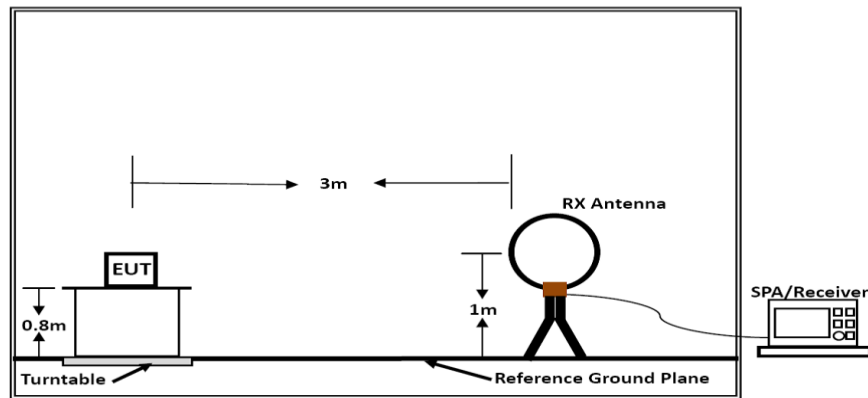 3m
RX Antenna
EUT
SPA/Receiver
0.8m
1m
Turntable
Reference Ground Plane